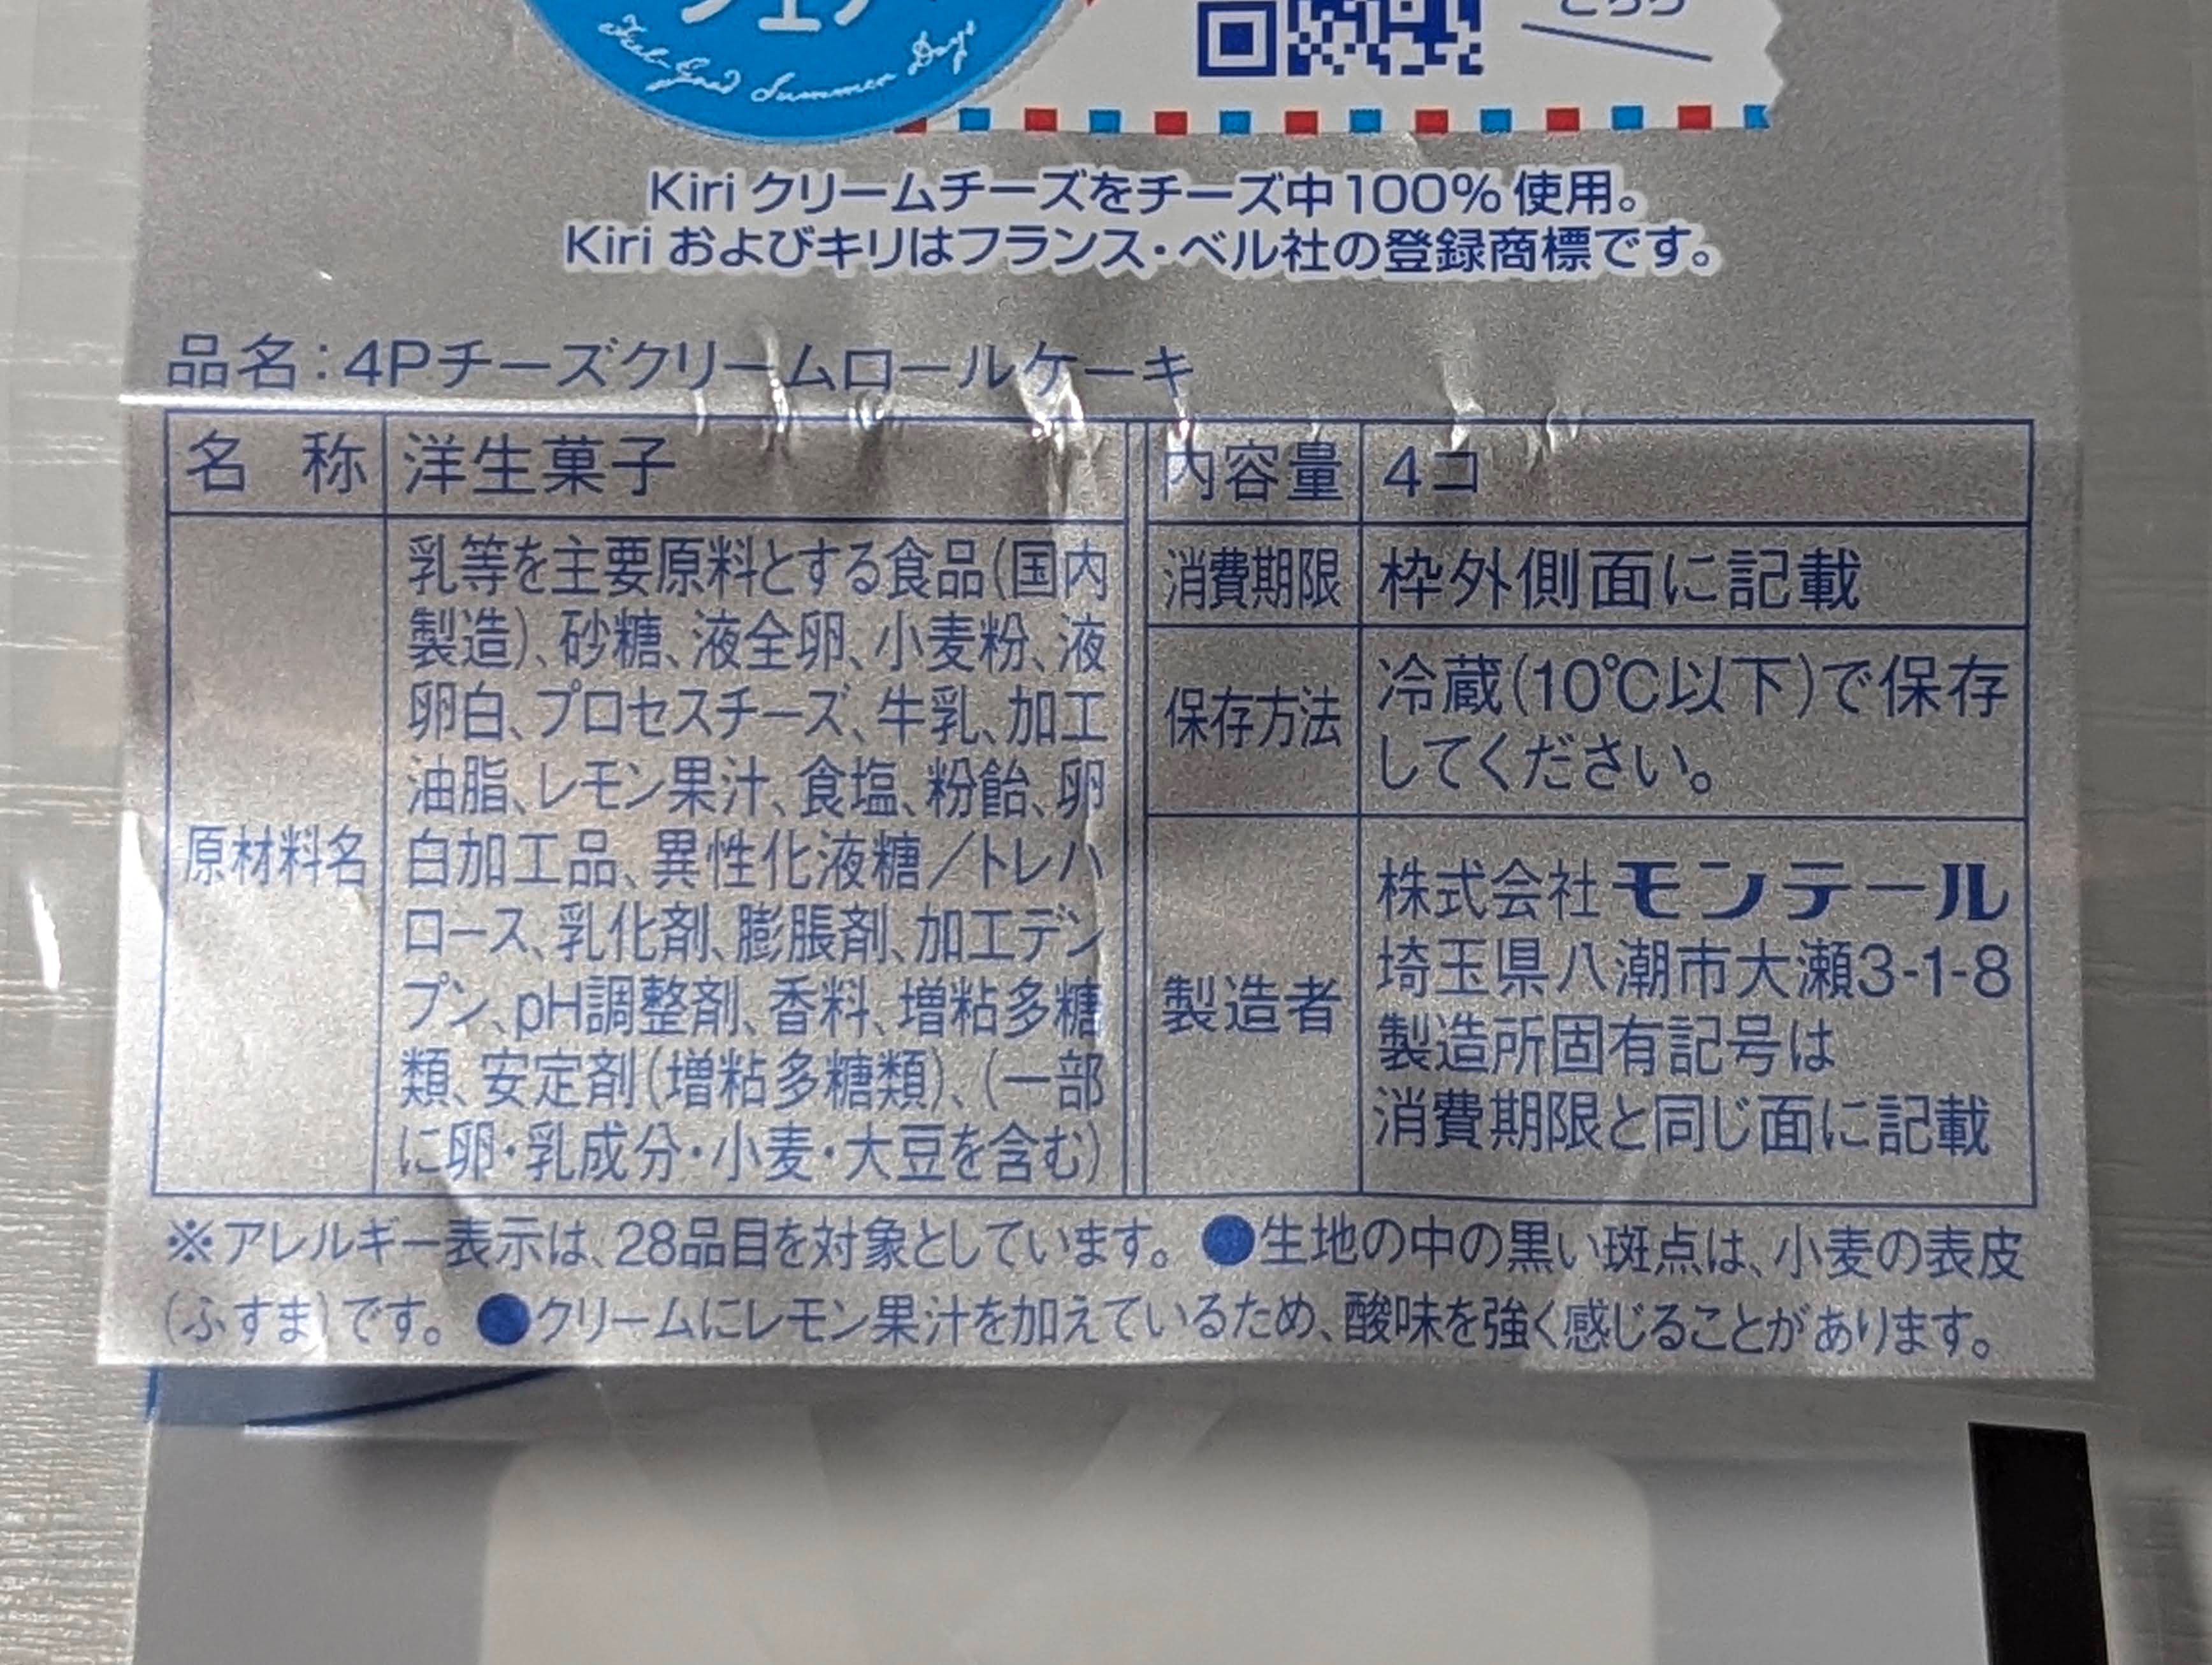 シェア
Feel-Good Summer Days
こちら
Kiri クリームチーズをチーズ中100% 使用。
Kiri およびキリはフランス・ベル社の登録商標です。
品名：4Pチーズクリームロールケーキ
名 称 洋生菓子
原材料名
乳等を主要原料とする食品(国内
製造)、砂糖、液全卵、小麦粉、液
卵白、プロセスチーズ、牛乳、加工
油脂、レモン果汁、食塩、粉飴、卵
白加工品、異性化液糖／トレハ
ロース、乳化剤、膨脹剤、加工デン
プン、pH調整剤、香料、増粘多糖
類、安定剤(増粘多糖類)、(一部
に卵・乳成分・小麦・大豆を含む)
内容量 4コ
消費期限 枠外側面に記載
保存方法
冷蔵(10℃以下)で保存
してください。
製造者
株式会社 モンテール
埼玉県八潮市大瀬3-1-8
製造所固有記号は
消費期限と同じ面に記載
※アレルギー表示は、28品目を対象としています。 ●生地の中の黒い斑点は、小麦の表皮
(ふすま)です。 ●クリームにレモン果汁を加えているため、酸味を強く感じることがあります。